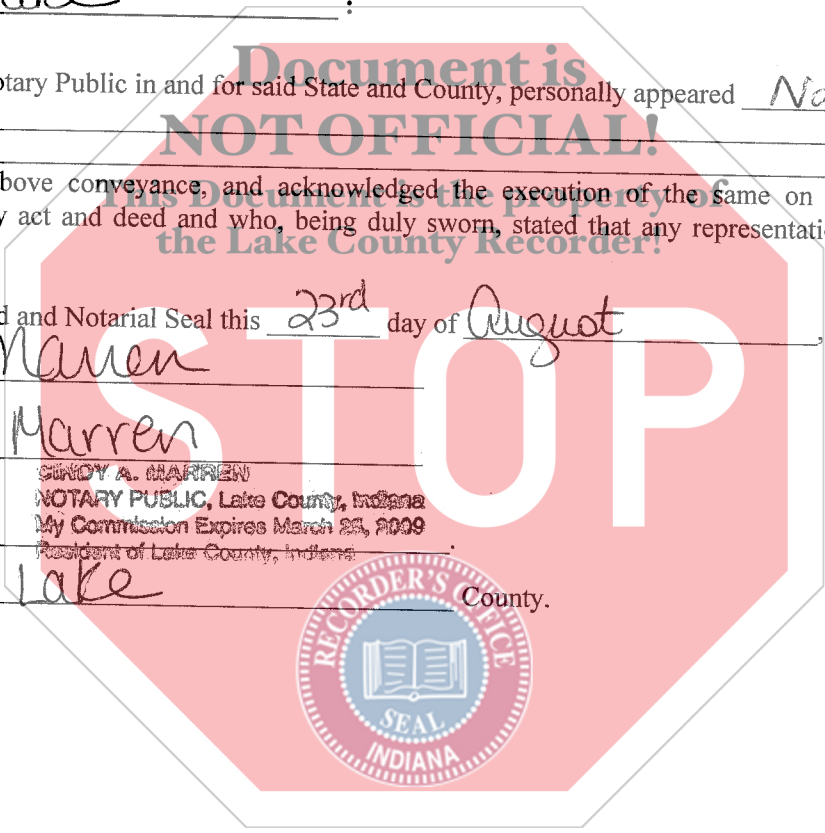 :
Document is
otary Public in and for said State and County, personally appeared
NOT OFFICIAL!
bove conveyance, and acknowledged the execution of the same on
This Document is the property of
y act and deed and who, being duly sworn, stated that any representati
the Lake County Recorder!
d and Notarial Seal this 23rd day of August ,
STOP
Marren
Marren
CINDY A. MARREN
NOTARY PUBLIC, Lake County, Indiana
My Commission Expires March 2009
Resident of Lake County, Indiana
Lake County.
RECORDER'S OFFICE
SEAL
INDIANA